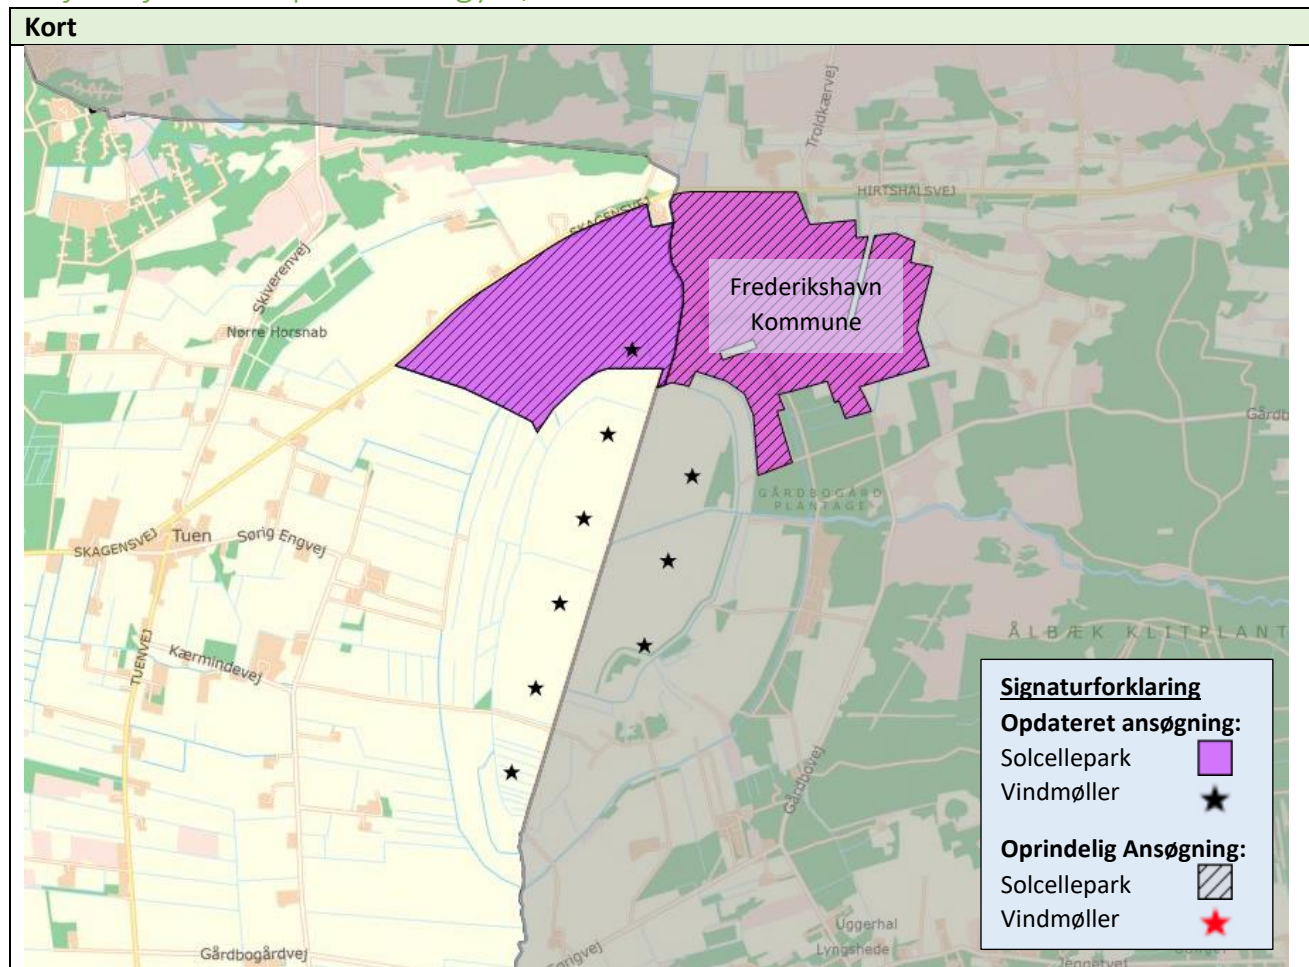 Kort
Troldkærvej
HIRTSHALSVEJ
SKAGENSVEJ
Skiverenvej
Frederikshavn
Kommune
Nørre Horsnab
Gårdb
GÅRDBOGÅRD
PLANTAGE
SKAGENSVEJ
Tuen
Sørig Engvej
ÅLBÆK KLITPLANT
TUENVEJ
Kærmindevej
Gårdbovej
Signaturforklaring
Opdateret ansøgning:
Solcellepark
Vindmøller
Oprindelig Ansøgning:
Solcellepark
Vindmøller
Uggerhal
Lyngshede
Gårdbogårdvej